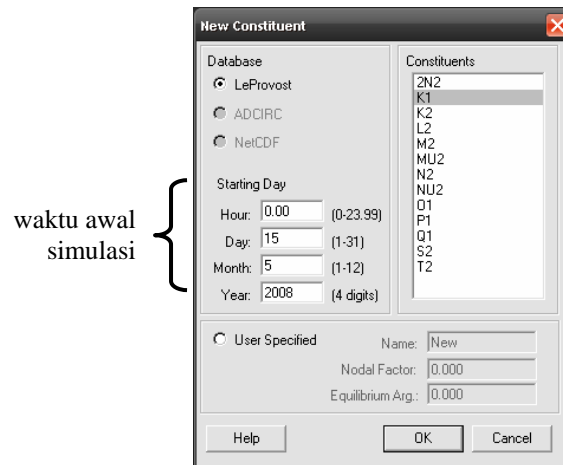 New Constituent
Database
LeProvost
ADCIRC
NetCDF
Starting Day
Hour: 0.00 (0-23.99)
Day: 15 (1-31)
Month: 5 (1-12)
Year: 2008 (4 digits)
waktu awal
simulasi
Constituents
2N2
K1
K2
L2
M2
MU2
N2
NU2
O1
P1
Q1
S2
T2
User Specified
Name: New
Nodal Factor: 0.000
Equilibrium Arg.: 0.000
Help OK Cancel